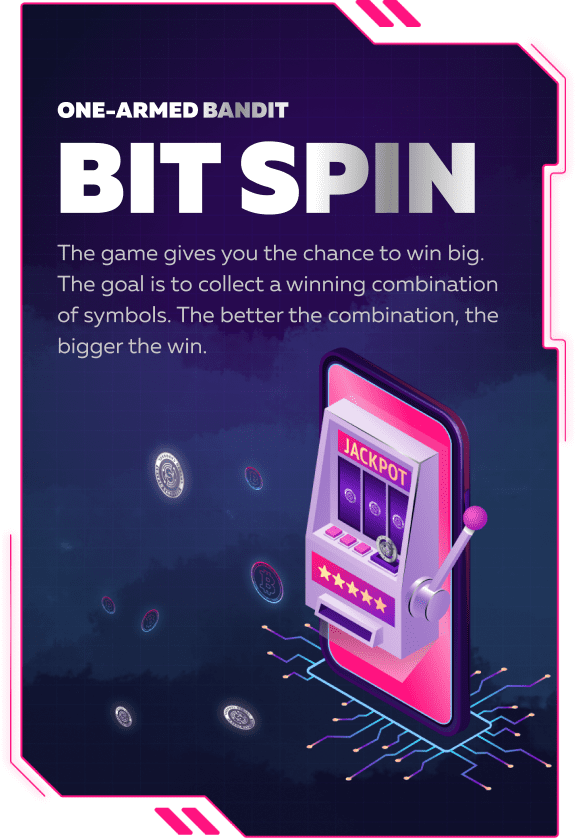 ONE-ARMED BANDIT
BIT SPIN
The game gives you the chance to win big.
The goal is to collect a winning combination
of symbols. The better the combination, the
bigger the win.
JACKPOT